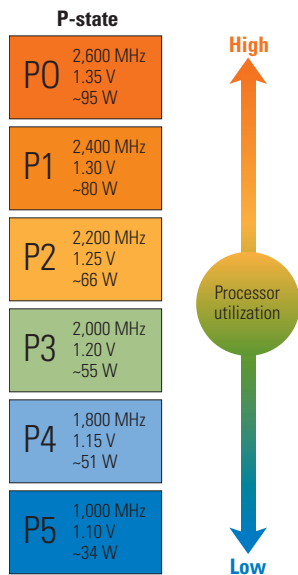 P-state
P0
2,600 MHz
1.35 V
~95 W
P1
2,400 MHz
1.30 V
~80 W
P2
2,200 MHz
1.25 V
~66 W
P3
2,000 MHz
1.20 V
~55 W
P4
1,800 MHz
1.15 V
~51 W
P5
1,000 MHz
1.10 V
~34 W
High
Processor
utilization
Low